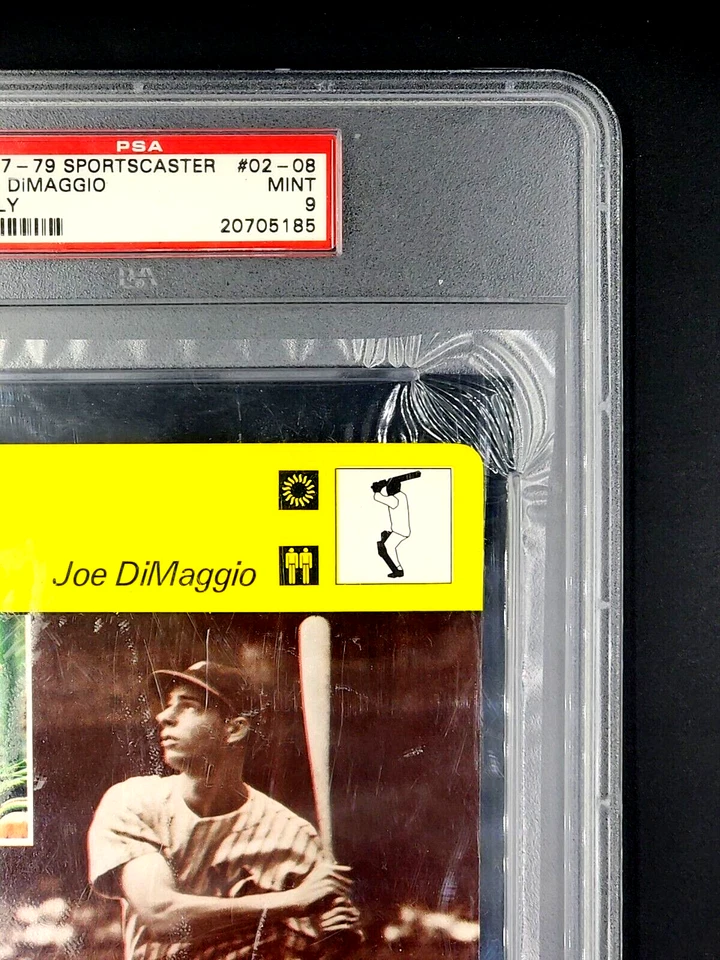 PSA
7-79 SPORTSCASTER #02-08
DiMAGGIO MINT
LY 9
20705185
Joe DiMaggio